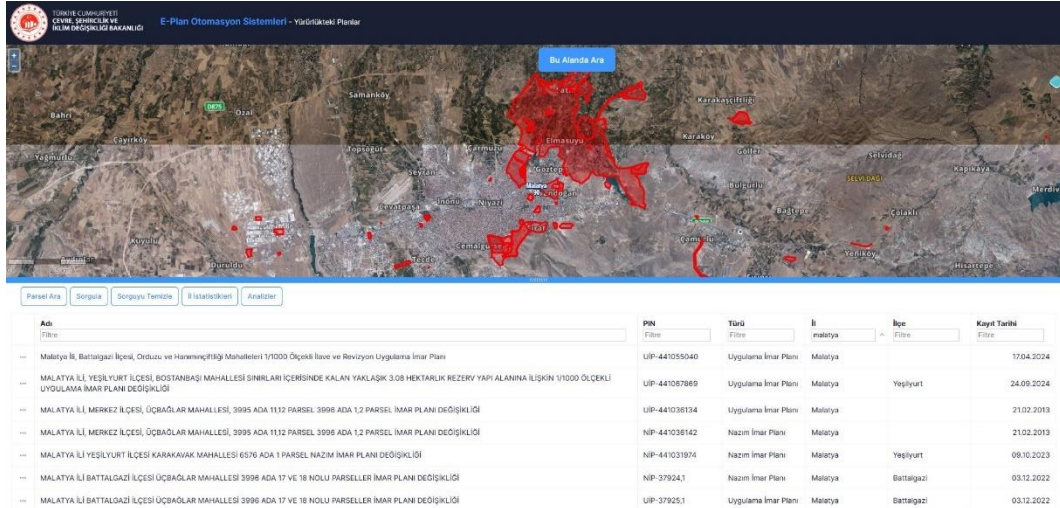 TÜRKİYE CUMHURİYETİ
ÇEVRE, ŞEHİRCİLİK VE
İKLİM DEĞİŞİKLİĞİ BAKANLIĞI
E-Plan Otomasyon Sistemleri - Yürürlükteki Planlar
+
−
Bu Alanda Ara
Samanköy
Karakaşçiftliği
D875
Özal
Bahri
Çayırköy
Karaköy
Elmasuyu
Topsöğüt
Göller
Yağmurlu
Selvidağ
Seyran
Kapıkaya
SELVİ DAĞI
Malatya
Bulgurlu
İnönü
Niyazi
Cevatpaşa
Bağtepe
Çolaklı
Kuyulu
Cemalgürsel
Yeniköy
Tecde
Duruldu
Hisartepe
Parsel Ara
Sorgula
Sorguyu Temizle
İl İstatistikleri
Analizler
Adı PIN Türü İl İlçe Kayıt Tarihi
Filtre Filtre Filtre malatya Filtre Filtre
... Malatya İli, Battalgazi İlçesi, Orduzu ve Hanımınçiftliği Mahalleleri 1/1000 Ölçekli İlave ve Revizyon Uygulama İmar Planı UİP-441055040 Uygulama İmar Planı Malatya 17.04.2024
... MALATYA İLİ, YEŞİLYURT İLÇESİ, BOSTANBAŞI MAHALLESİ SINIRLARI İÇERİSİNDE KALAN YAKLAŞIK 3.08 HEKTARLIK REZERV YAPI ALANINA İLİŞKİN 1/1000 ÖLÇEKLİ
UYGULAMA İMAR PLANI DEĞİŞİKLİĞİ UİP-441067869 Uygulama İmar Planı Malatya Yeşilyurt 24.09.2024
... MALATYA İLİ, MERKEZ İLÇESİ, ÜÇBAĞLAR MAHALLESİ, 3995 ADA 11,12 PARSEL 3996 ADA 1,2 PARSEL İMAR PLANI DEĞİŞİKLİĞİ UİP-441036134 Uygulama İmar Planı Malatya 21.02.2013
... MALATYA İLİ, MERKEZ İLÇESİ, ÜÇBAĞLAR MAHALLESİ, 3995 ADA 11,12 PARSEL 3996 ADA 1,2 PARSEL İMAR PLANI DEĞİŞİKLİĞİ NİP-441036142 Nazım İmar Planı Malatya 21.02.2013
... MALATYA İLİ YEŞİLYURT İLÇESİ KARAKAVAK MAHALLESİ 6576 ADA 1 PARSEL NAZIM İMAR PLANI DEĞİŞİKLİĞİ NİP-441031974 Nazım İmar Planı Malatya Yeşilyurt 09.10.2023
... MALATYA İLİ BATTALGAZİ İLÇESİ ÜÇBAĞLAR MAHALLESİ 3996 ADA 17 VE 18 NOLU PARSELLER İMAR PLANI DEĞİŞİKLİĞİ NİP-37924,1 Nazım İmar Planı Malatya Battalgazi 03.12.2022
... MALATYA İLİ BATTALGAZİ İLÇESİ ÜÇBAĞLAR MAHALLESİ 3996 ADA 17 VE 18 NOLU PARSELLER İMAR PLANI DEĞİŞİKLİĞİ UİP-37925,1 Uygulama İmar Planı Malatya Battalgazi 03.12.2022